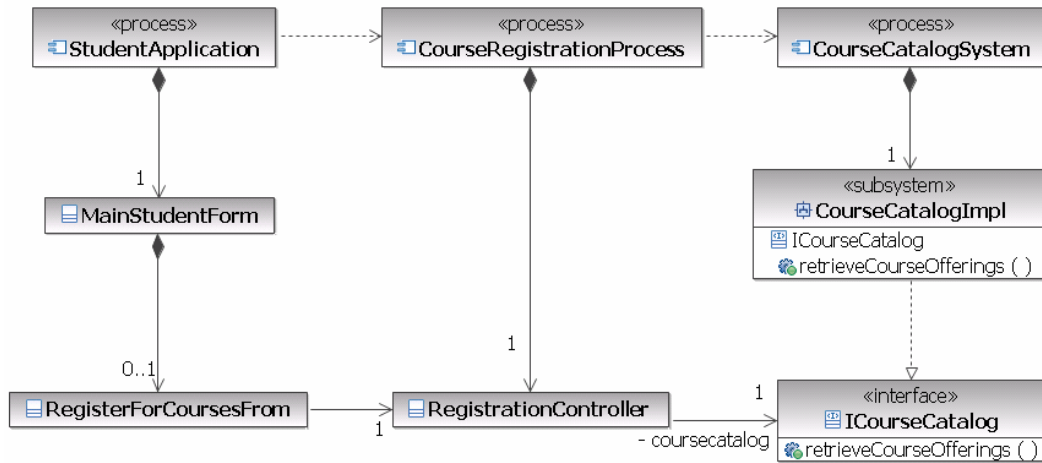 «process»
StudentApplication
«process»
CourseRegistrationProcess
«process»
CourseCatalogSystem
1
1
MainStudentForm
«subsystem»
CourseCatalogImpl
ICourseCatalog
retrieveCourseOfferings ( )
0..1
1
RegisterForCoursesFrom
1
RegistrationController
1
- coursecatalog
«interface»
ICourseCatalog
retrieveCourseOfferings ( )